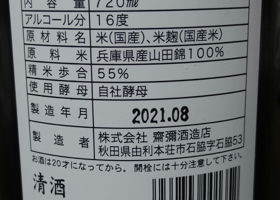 内容量 720㎖
アルコール分 16度
原材料名 米(国産)、米麹(国産米)
原料米 兵庫県産山田錦100%
精米歩合 55%
使用酵母 自社酵母
製造年月 2021.08
製造者 株式会社 齋彌酒造店
秋田県由利本荘市石脇字石脇53
お酒は20才になってから。 開栓には十分注意して下さい。
清酒